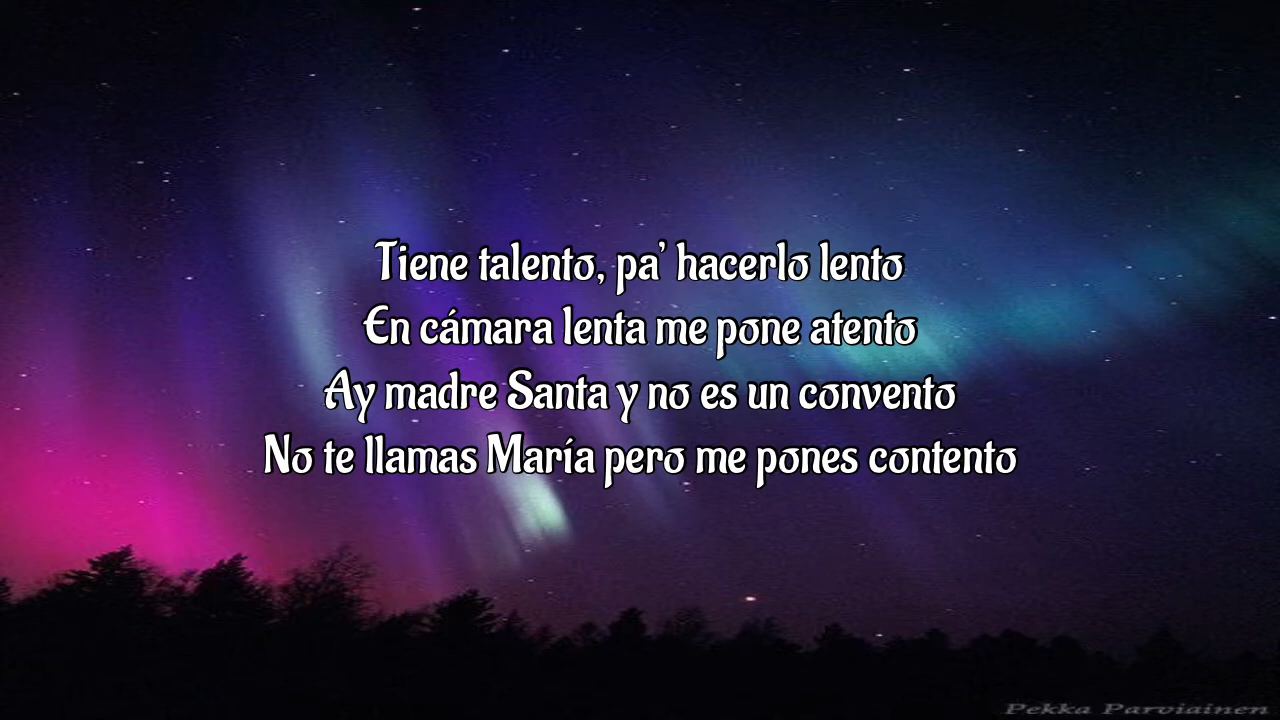 Tiene talento, pa’ hacerlo lento
En cámara lenta me pone atento
Ay madre Santa y no es un convento
No te llamas María pero me pones contento
Pekka Parviainen